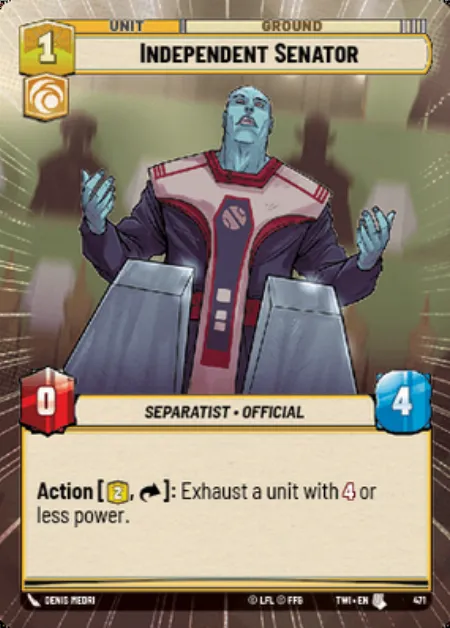 UNIT
GROUND
1
INDEPENDENT SENATOR
0
SEPARATIST • OFFICIAL
4
Action [2, ]: Exhaust a unit with 4 or
less power.
DENIS MEDRI
© LFL © FFG
TWI • EN
471